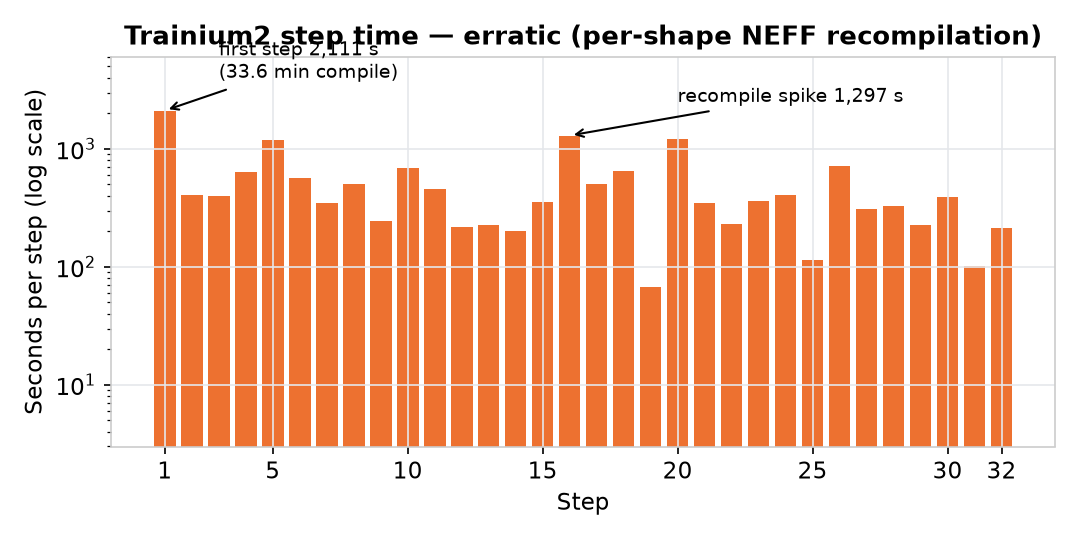 Trainium2 step time — erratic (per-shape NEFF recompilation)
first step 2,111 s
(33.6 min compile)
recompile spike 1,297 s
Seconds per step (log scale)
10³
10²
10¹
1 5 10 15 20 25 30 32
Step